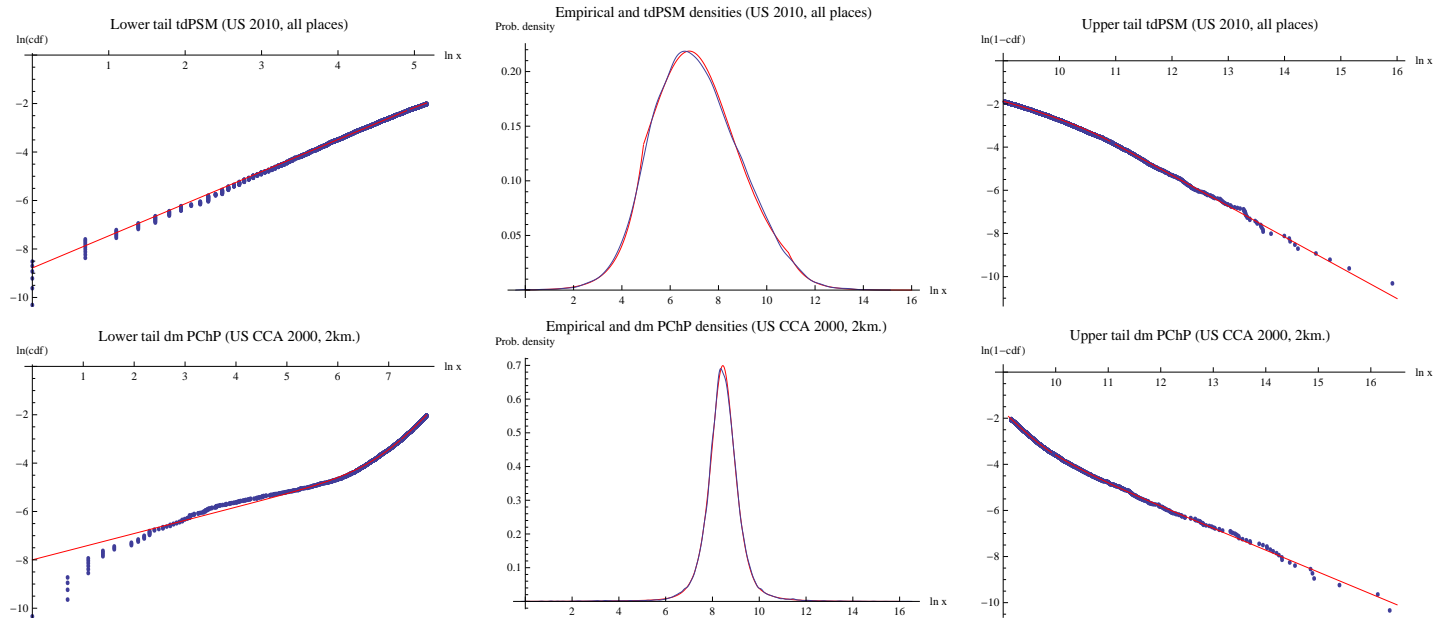 Lower tail tdPSM (US 2010, all places)
ln(cdf)
ln x
1 2 3 4 5
−2
−4
−6
−8
−10
Empirical and tdPSM densities (US 2010, all places)
Prob. density
0.20
0.15
0.10
0.05
2 4 6 8 10 12 14 16
ln x
Upper tail tdPSM (US 2010, all places)
ln(1−cdf)
ln x
10 11 12 13 14 15 16
−2
−4
−6
−8
−10
Lower tail dm PChP (US CCA 2000, 2km.)
ln(cdf)
ln x
1 2 3 4 5 6 7
−2
−4
−6
−8
−10
Empirical and dm PChP densities (US CCA 2000, 2km.)
Prob. density
0.7
0.6
0.5
0.4
0.3
0.2
0.1
2 4 6 8 10 12 14 16
ln x
Upper tail dm PChP (US CCA 2000, 2km.)
ln(1−cdf)
ln x
10 11 12 13 14 15 16
−2
−4
−6
−8
−10